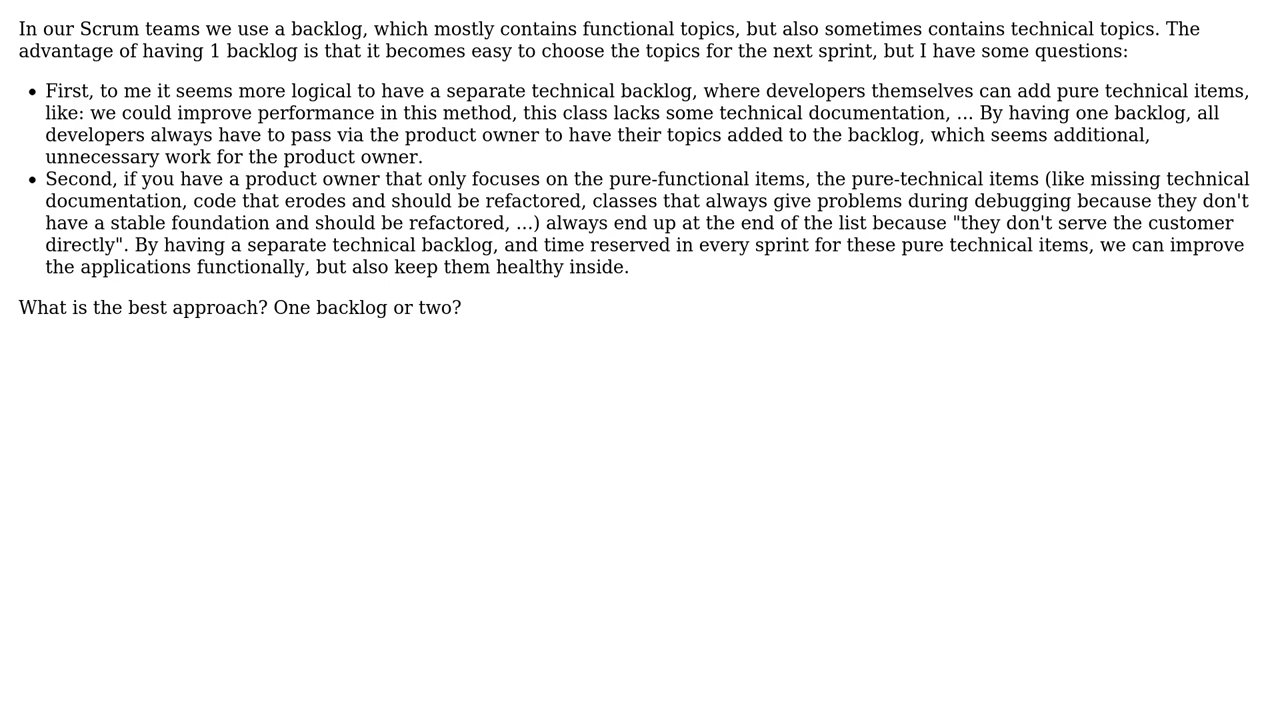 In our Scrum teams we use a backlog, which mostly contains functional topics, but also sometimes contains technical topics. The
advantage of having 1 backlog is that it becomes easy to choose the topics for the next sprint, but I have some questions:
• First, to me it seems more logical to have a separate technical backlog, where developers themselves can add pure technical items,
like: we could improve performance in this method, this class lacks some technical documentation, ... By having one backlog, all
developers always have to pass via the product owner to have their topics added to the backlog, which seems additional,
unnecessary work for the product owner.
• Second, if you have a product owner that only focuses on the pure-functional items, the pure-technical items (like missing technical
documentation, code that erodes and should be refactored, classes that always give problems during debugging because they don't
have a stable foundation and should be refactored, ...) always end up at the end of the list because "they don't serve the customer
directly". By having a separate technical backlog, and time reserved in every sprint for these pure technical items, we can improve
the applications functionally, but also keep them healthy inside.
What is the best approach? One backlog or two?